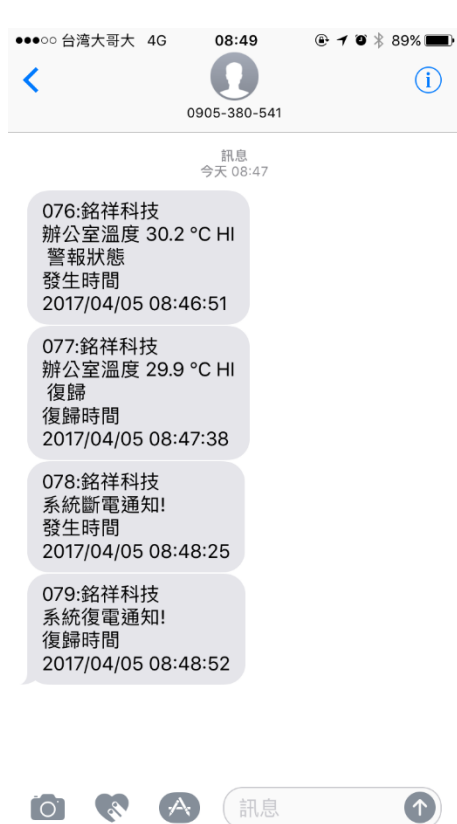 台湾大哥大 4G 08:49 89%
0905-380-541
訊息
今天 08:47
076:銘祥科技
辦公室溫度 30.2 °C HI
警報狀態
發生時間
2017/04/05 08:46:51
077:銘祥科技
辦公室溫度 29.9 °C HI
復歸
復歸時間
2017/04/05 08:47:38
078:銘祥科技
系統斷電通知!
發生時間
2017/04/05 08:48:25
079:銘祥科技
系統復電通知!
復歸時間
2017/04/05 08:48:52
訊息